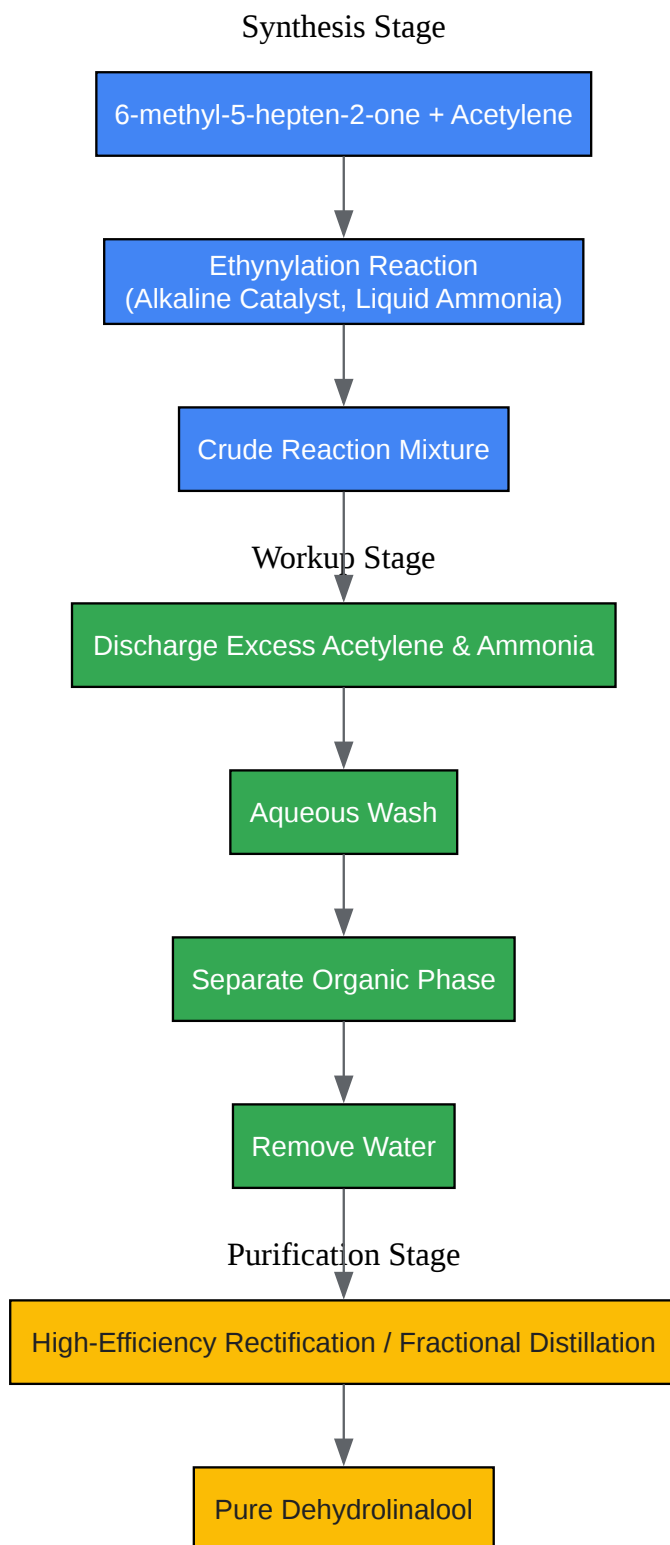 Synthesis Stage
6-methyl-5-hepten-2-one + Acetylene
Ethynylation Reaction
(Alkaline Catalyst, Liquid Ammonia)
Crude Reaction Mixture
Workup Stage
Discharge Excess Acetylene & Ammonia
Aqueous Wash
Separate Organic Phase
Remove Water
Purification Stage
High-Efficiency Rectification / Fractional Distillation
Pure Dehydrolinalool